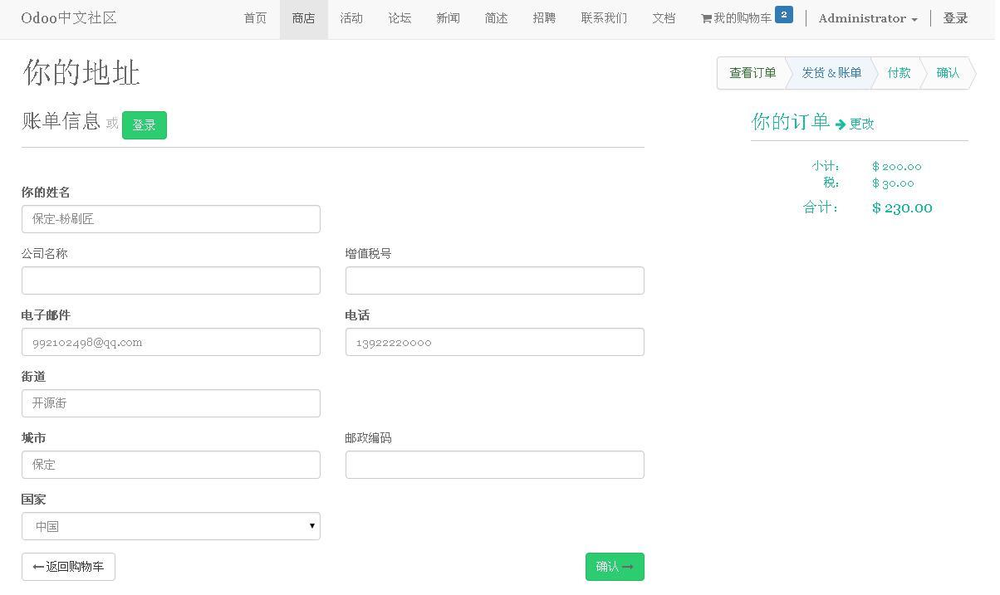 Odoo中文社区 首页 商店 活动 论坛 新闻 简述 招聘 联系我们 文档 我的购物车 2 Administrator 登录
你的地址
查看订单 发货 & 账单 付款 确认
账单信息 或 登录
你的订单 更改
小计： $ 200.00
税： $ 30.00
合计： $ 230.00
你的姓名
保定-粉刷匠
公司名称 增值税号
电子邮件 电话
992102498@qq.com 13922220000
街道
开源街
城市 邮政编码
保定
国家
中国
返回购物车 确认